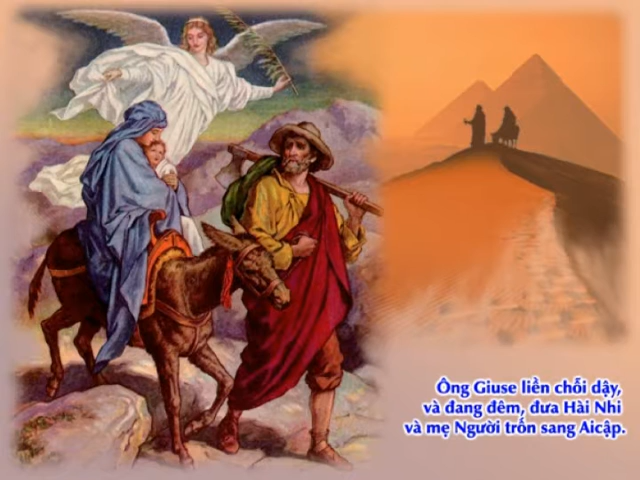 Ông Giuse liền chỗi dậy,
và đang đêm, đưa Hài Nhi
và mẹ Người trốn sang Aicập.